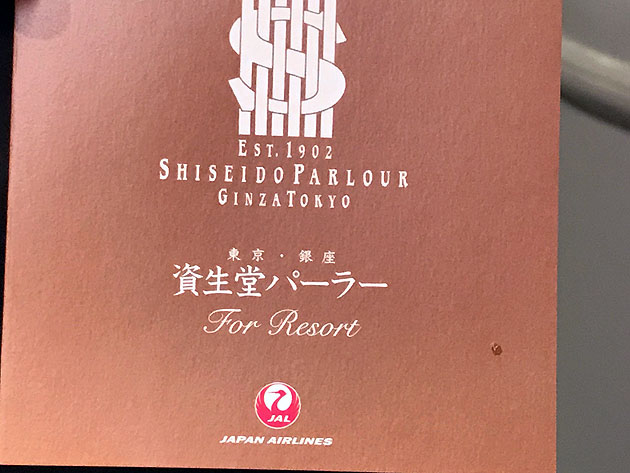 EST. 1902
SHISEIDO PARLOUR
GINZA TOKYO
東京・銀座
資生堂パーラー
For Resort
JAL
JAPAN AIRLINES